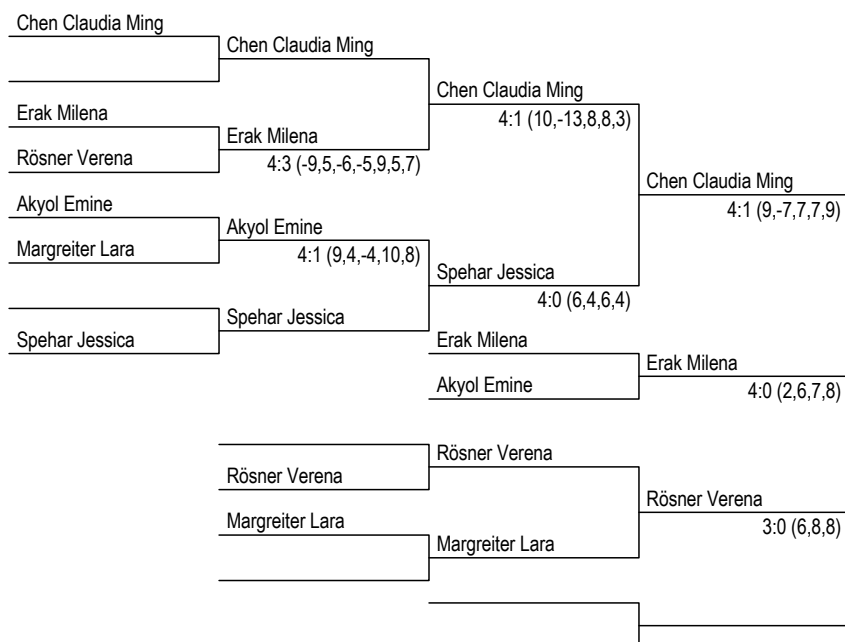 Chen Claudia Ming
Chen Claudia Ming
Chen Claudia Ming
4:1 (10,-13,8,8,3)
Erak Milena
Erak Milena
4:3 (-9,5,-6,-5,9,5,7)
Rösner Verena
Chen Claudia Ming
4:1 (9,-7,7,7,9)
Akyol Emine
Akyol Emine
4:1 (9,4,-4,10,8)
Margreiter Lara
Spehar Jessica
4:0 (6,4,6,4)
Spehar Jessica
Spehar Jessica
Erak Milena
Erak Milena
4:0 (2,6,7,8)
Akyol Emine
Rösner Verena
Rösner Verena
Rösner Verena
3:0 (6,8,8)
Margreiter Lara
Margreiter Lara